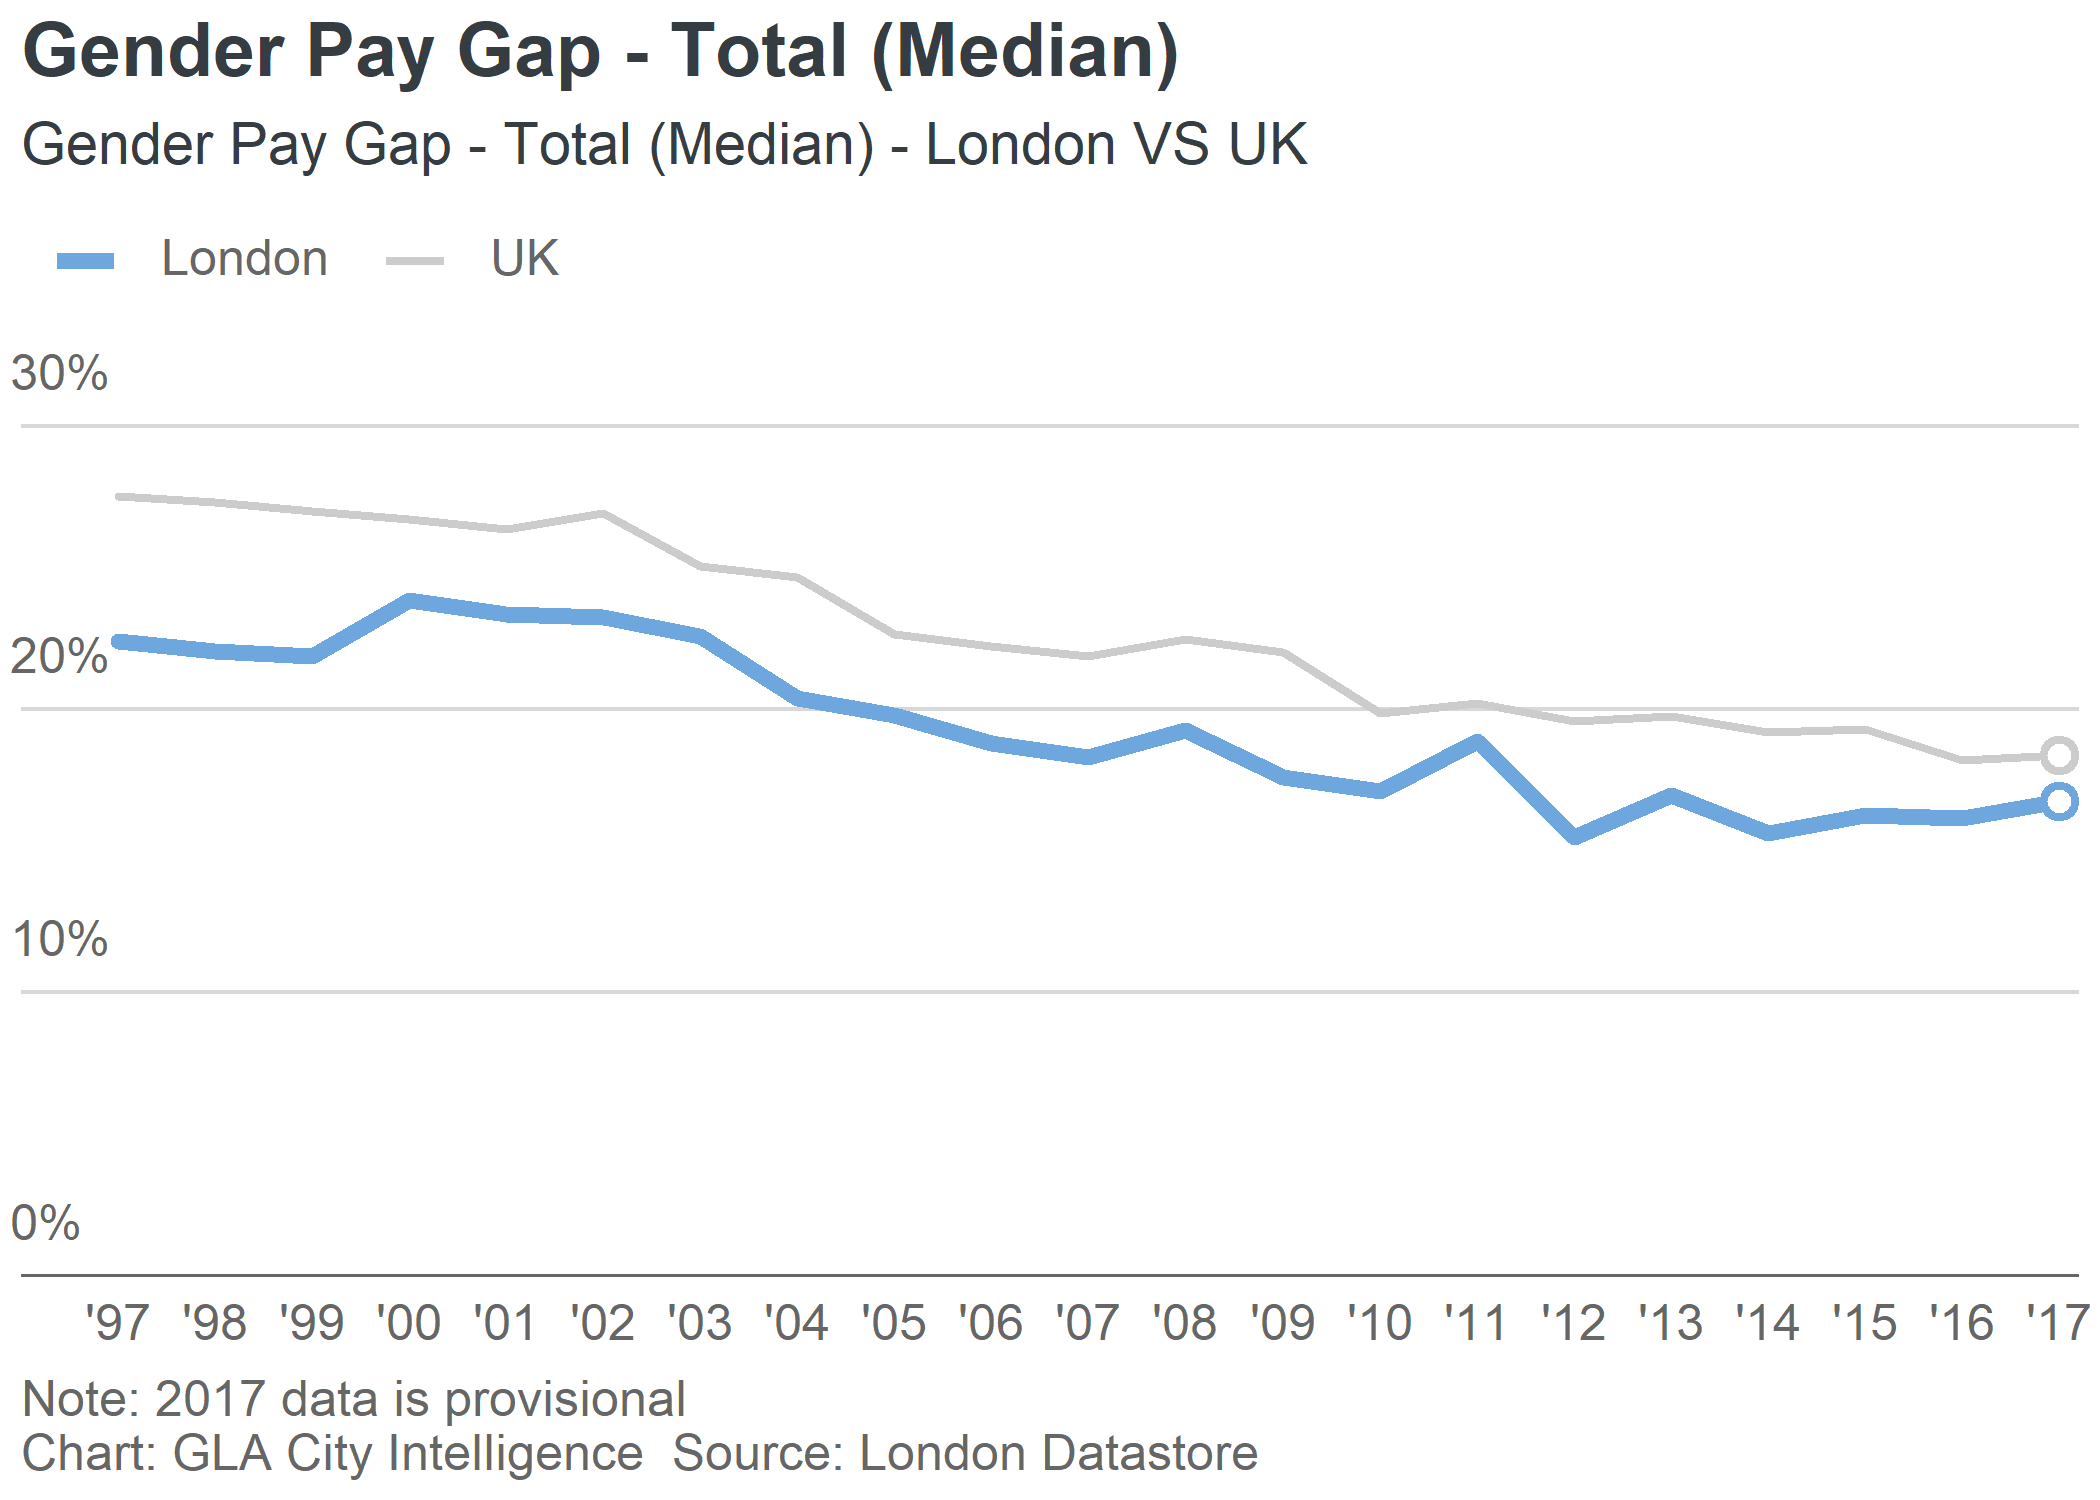 Gender Pay Gap - Total (Median)
Gender Pay Gap - Total (Median) - London VS UK
London UK
30%
20%
10%
0%
'97 '98 '99 '00 '01 '02 '03 '04 '05 '06 '07 '08 '09 '10 '11 '12 '13 '14 '15 '16 '17
Note: 2017 data is provisional
Chart: GLA City Intelligence Source: London Datastore